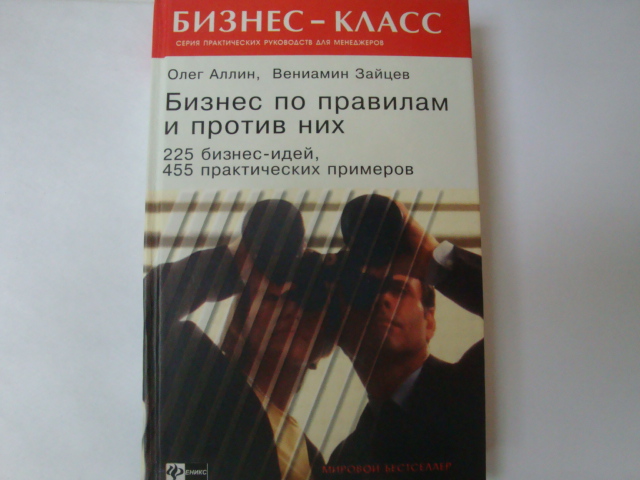 БИЗНЕС – КЛАСС
СЕРИЯ ПРАКТИЧЕСКИХ РУКОВОДСТВ ДЛЯ МЕНЕДЖЕРОВ
Олег Аллин, Вениамин Зайцев
Бизнес по правилам
и против них
225 бизнес-идей,
455 практических примеров
МИРОВОЙ БЕСТСЕЛЛЕР
ФЕНИКС